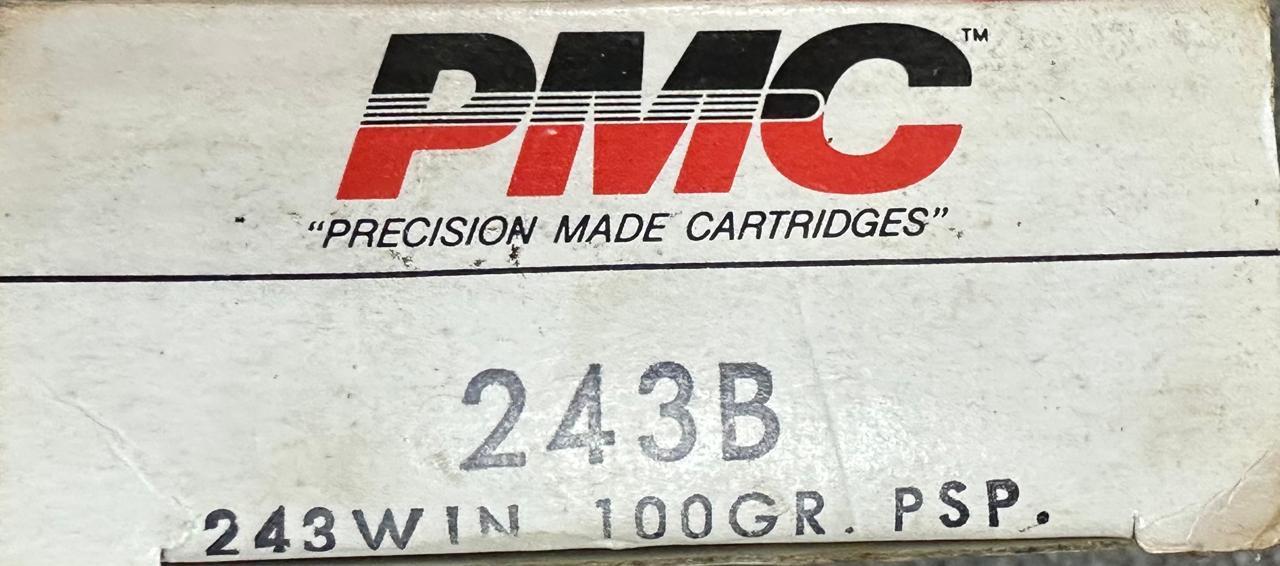 PMC™
“PRECISION MADE CARTRIDGES”
243B
243WIN 100GR. PSP.